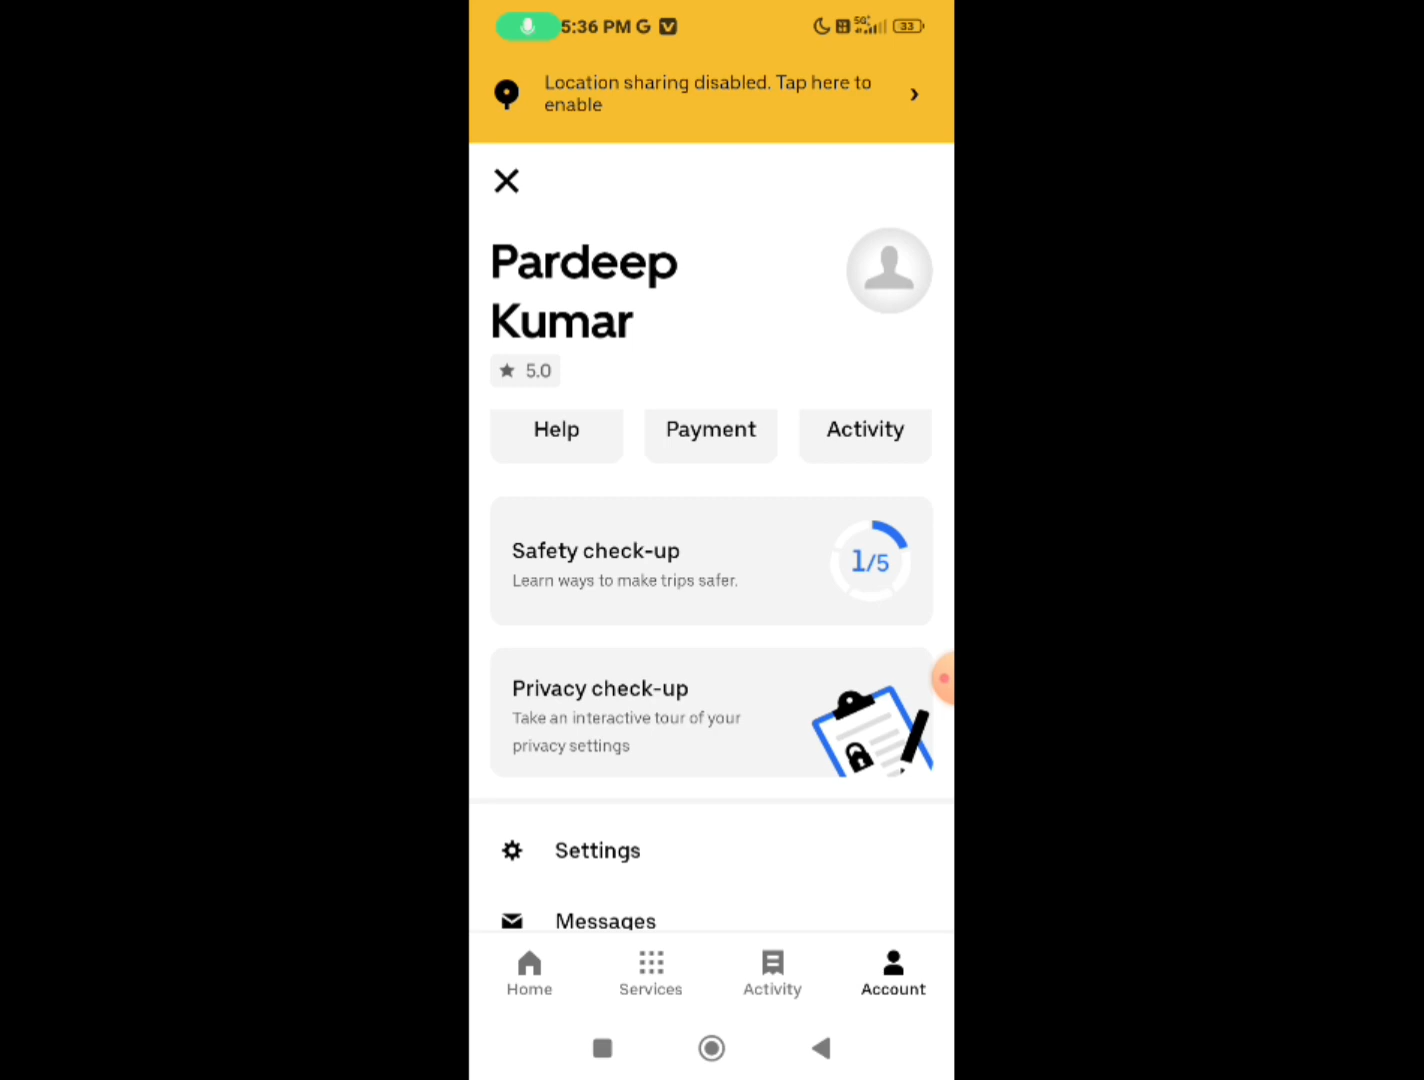 5:36 PM G
5G+ 33
Location sharing disabled. Tap here to
enable
Pardeep
Kumar
5.0
Help Payment Activity
Safety check-up
Learn ways to make trips safer.
1/5
Privacy check-up
Take an interactive tour of your
privacy settings
Settings
Messages
Home Services Activity Account